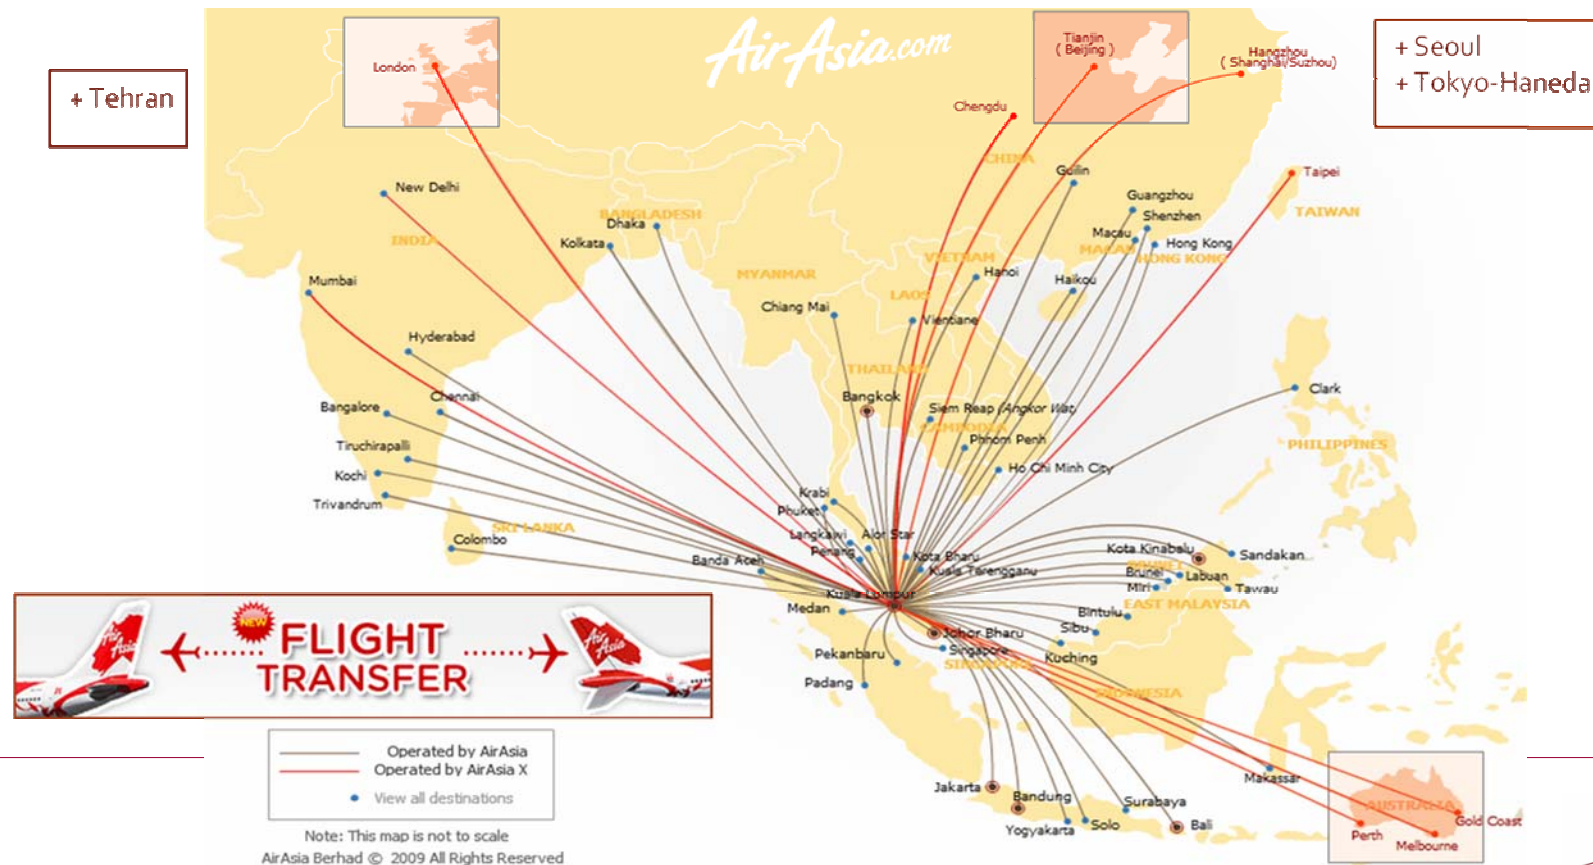 AirAsia.com
+ Tehran
+ Seoul
+ Tokyo-Haneda
London
Tianjin
( Beijing )
Hangzhou
( Shanghai/Suzhou)
Chengdu
CHINA
Guilin
Taipei
TAIWAN
New Delhi
INDIA
BANGLADESH
Dhaka
Kolkata
Guangzhou
Shenzhen
Macau
MACAU
Hong Kong
HONG KONG
MYANMAR
VIETNAM
Hanoi
Haikou
Mumbai
LAOS
Chiang Mai
Vientiane
Hyderabad
THAILAND
Bangkok
Clark
Chennai
Bangalore
Siem Reap (Angkor Wat)
CAMBODIA
Phnom Penh
PHILIPPINES
Tiruchirapalli
Kochi
Ho Chi Minh City
Trivandrum
Krabi
Phuket
SRI LANKA
Colombo
Langkawi
Alor Star
Penang
Banda Aceh
Kota Bharu
Kuala Terengganu
Kota Kinabalu
Sandakan
BRUNEI
Brunei
Labuan
Miri
Tawau
Kuala Lumpur
Medan
EAST MALAYSIA
Bintulu
Sibu
Johor Bharu
Singapore
SINGAPORE
Kuching
Pekanbaru
Padang
INDONESIA
NEW
FLIGHT
TRANSFER
Air Asia
Air Asia
Operated by AirAsia
Operated by AirAsia X
View all destinations
Note: This map is not to scale
AirAsia Berhad © 2009 All Rights Reserved
Makassar
Jakarta
Bandung
Surabaya
Yogyakarta
Solo
Bali
AUSTRALIA
Gold Coast
Perth
Melbourne